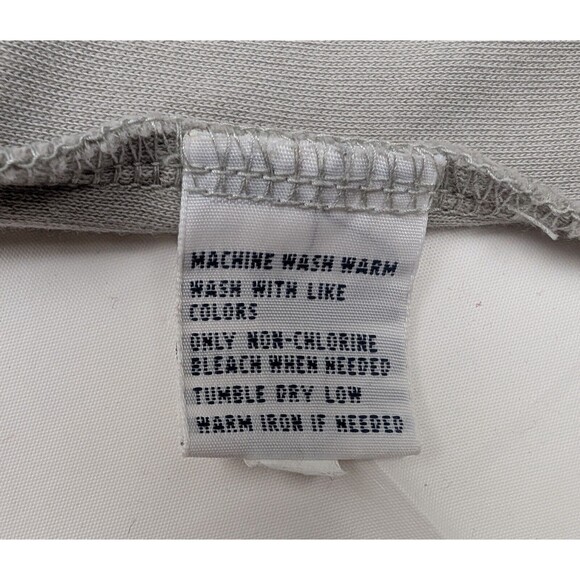 MACHINE WASH WARM
WASH WITH LIKE
COLORS
ONLY NON-CHLORINE
BLEACH WHEN NEEDED
TUMBLE DRY LOW
WARM IRON IF NEEDED